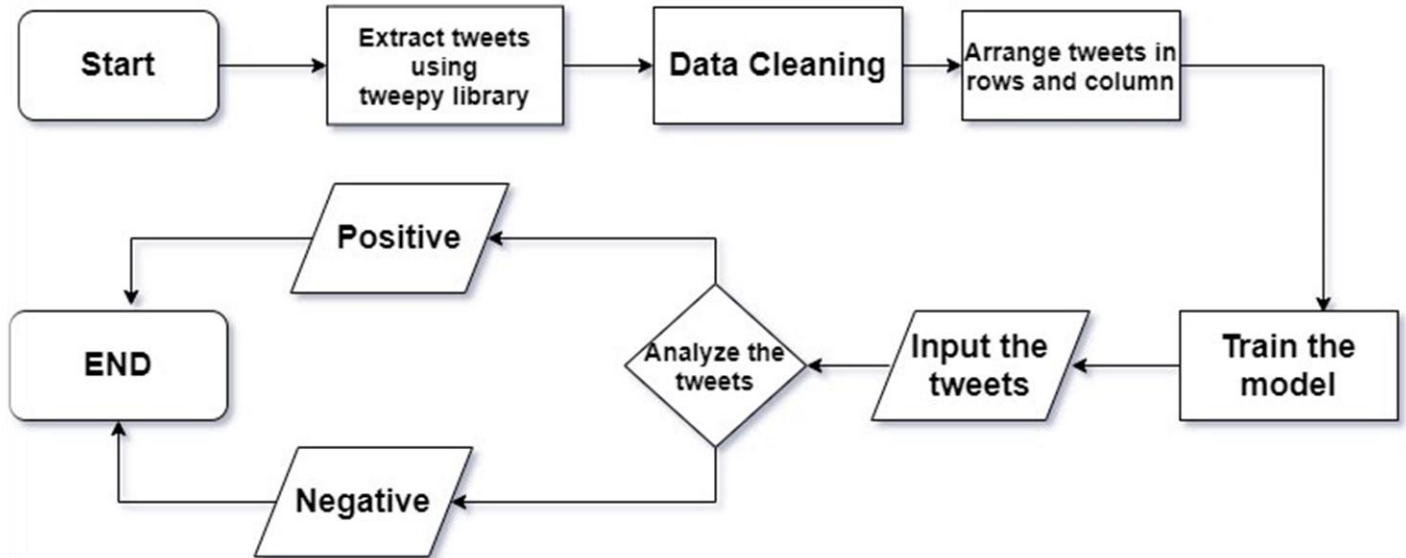 Start
Extract tweets
using
tweepy library
Data Cleaning
Arrange tweets in
rows and column
Train the
model
Input the
tweets
Analyze the
tweets
Positive
Negative
END